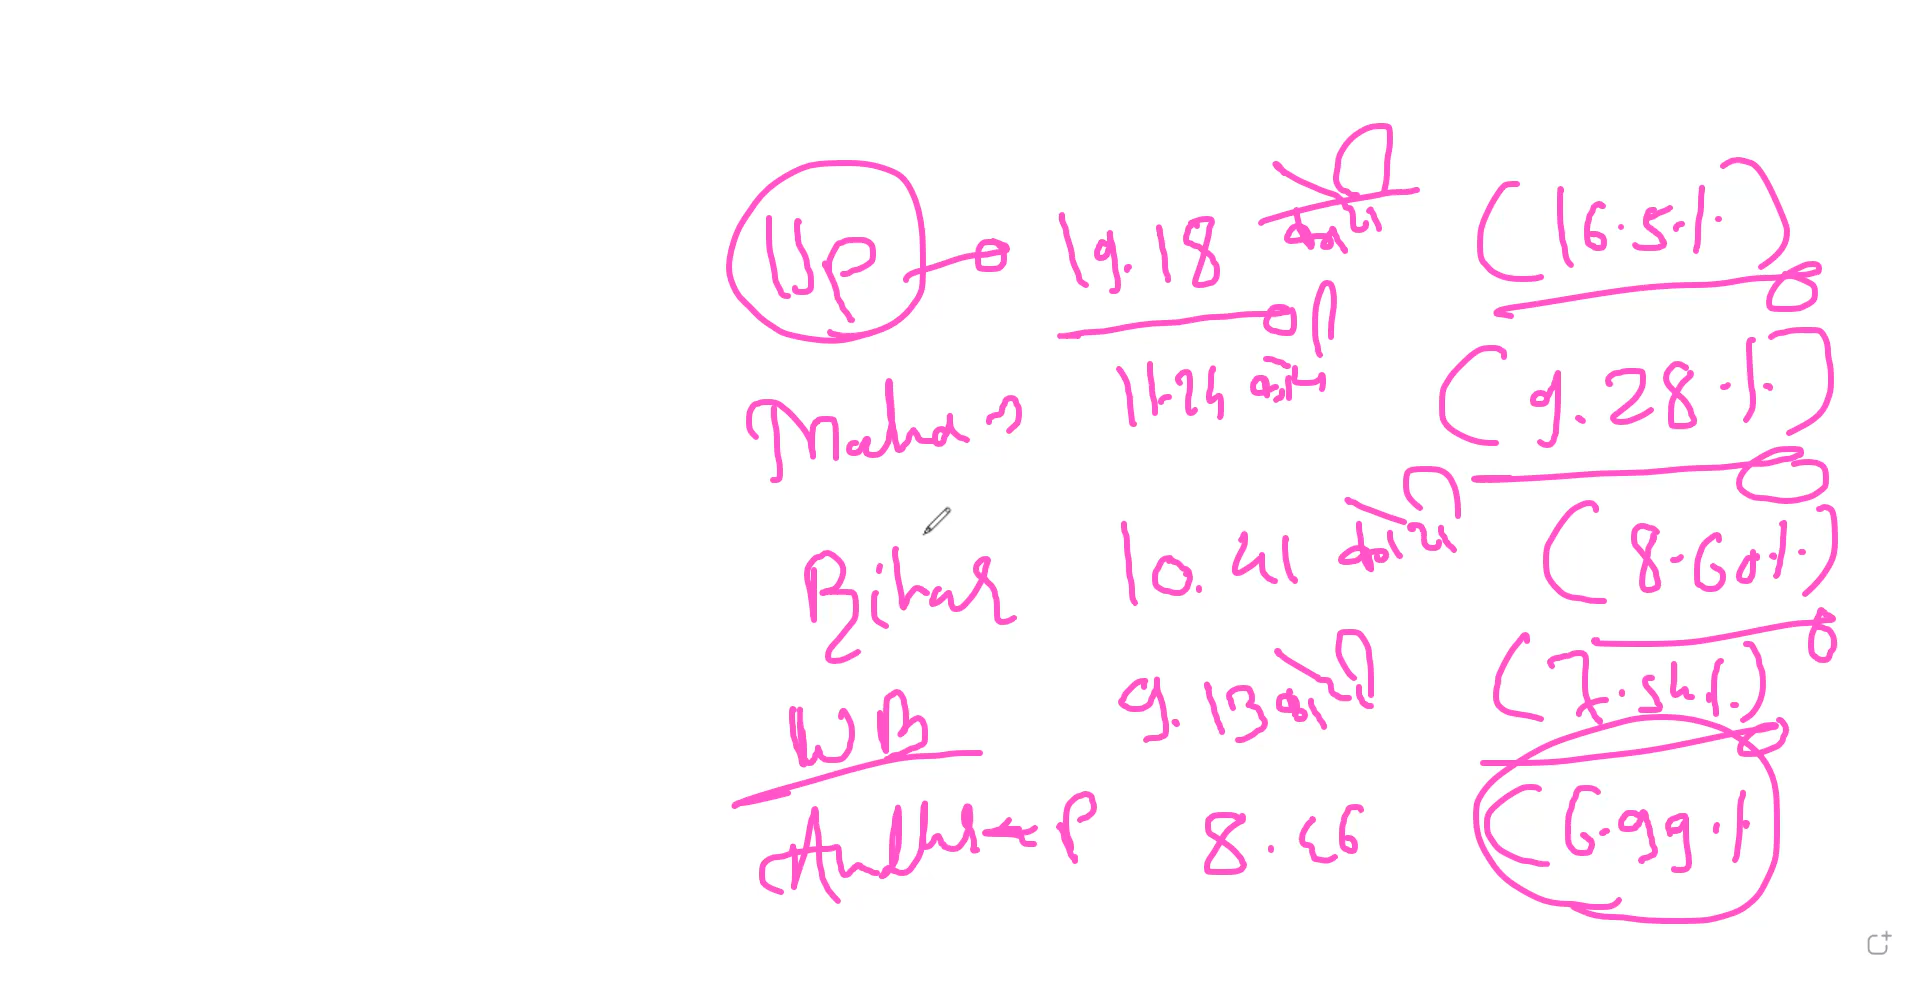 UP → 19.18 करोड़ (16.5%)
Maha → 11.24 करोड़ (9.28%)
Bihar 10.41 करोड़ (8.60%)
WB 9.13 करोड़ (7.54%)
Andhra P 8.46 (6.99%)